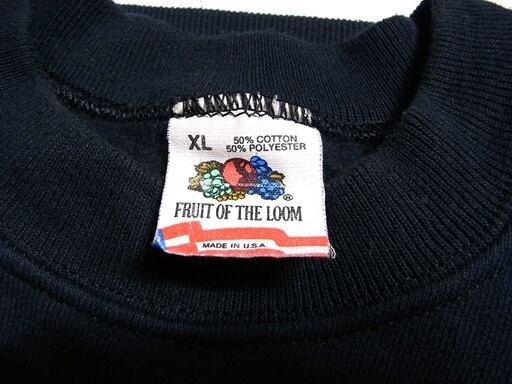 XL
50% COTTON
50% POLYESTER
®
FRUIT OF THE LOOM
MADE IN U.S.A.